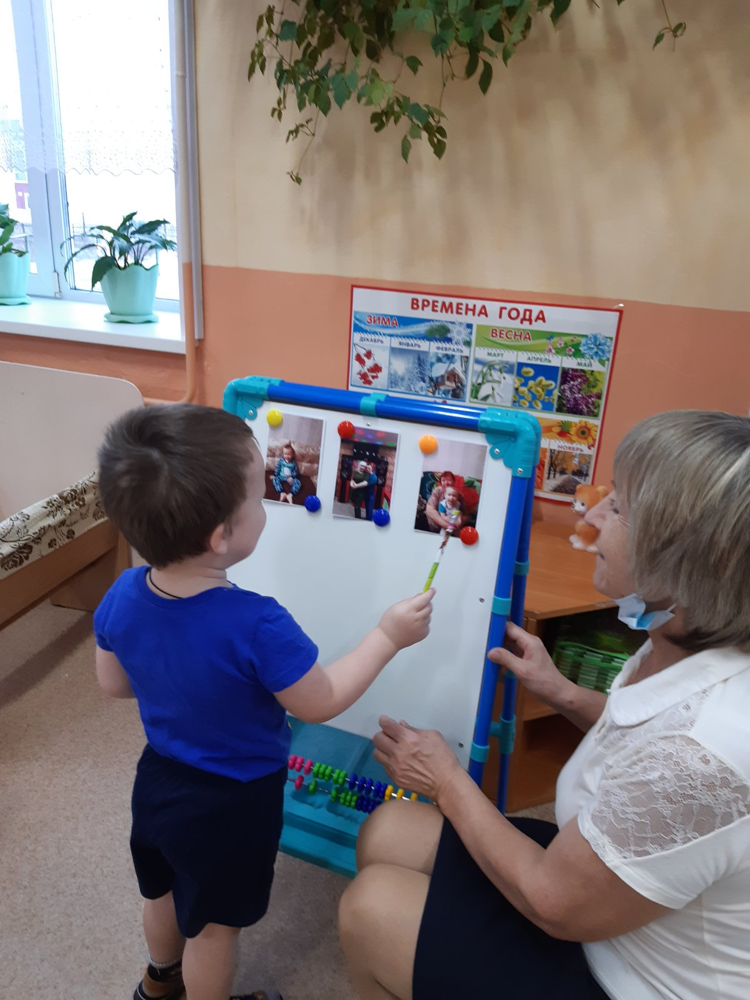 ВРЕМЕНА ГОДА
ЗИМА
ВЕСНА
ДЕКАБРЬ ЯНВАРЬ ФЕВРАЛЬ
МАРТ АПРЕЛЬ МАЙ
НОЯБРЬ